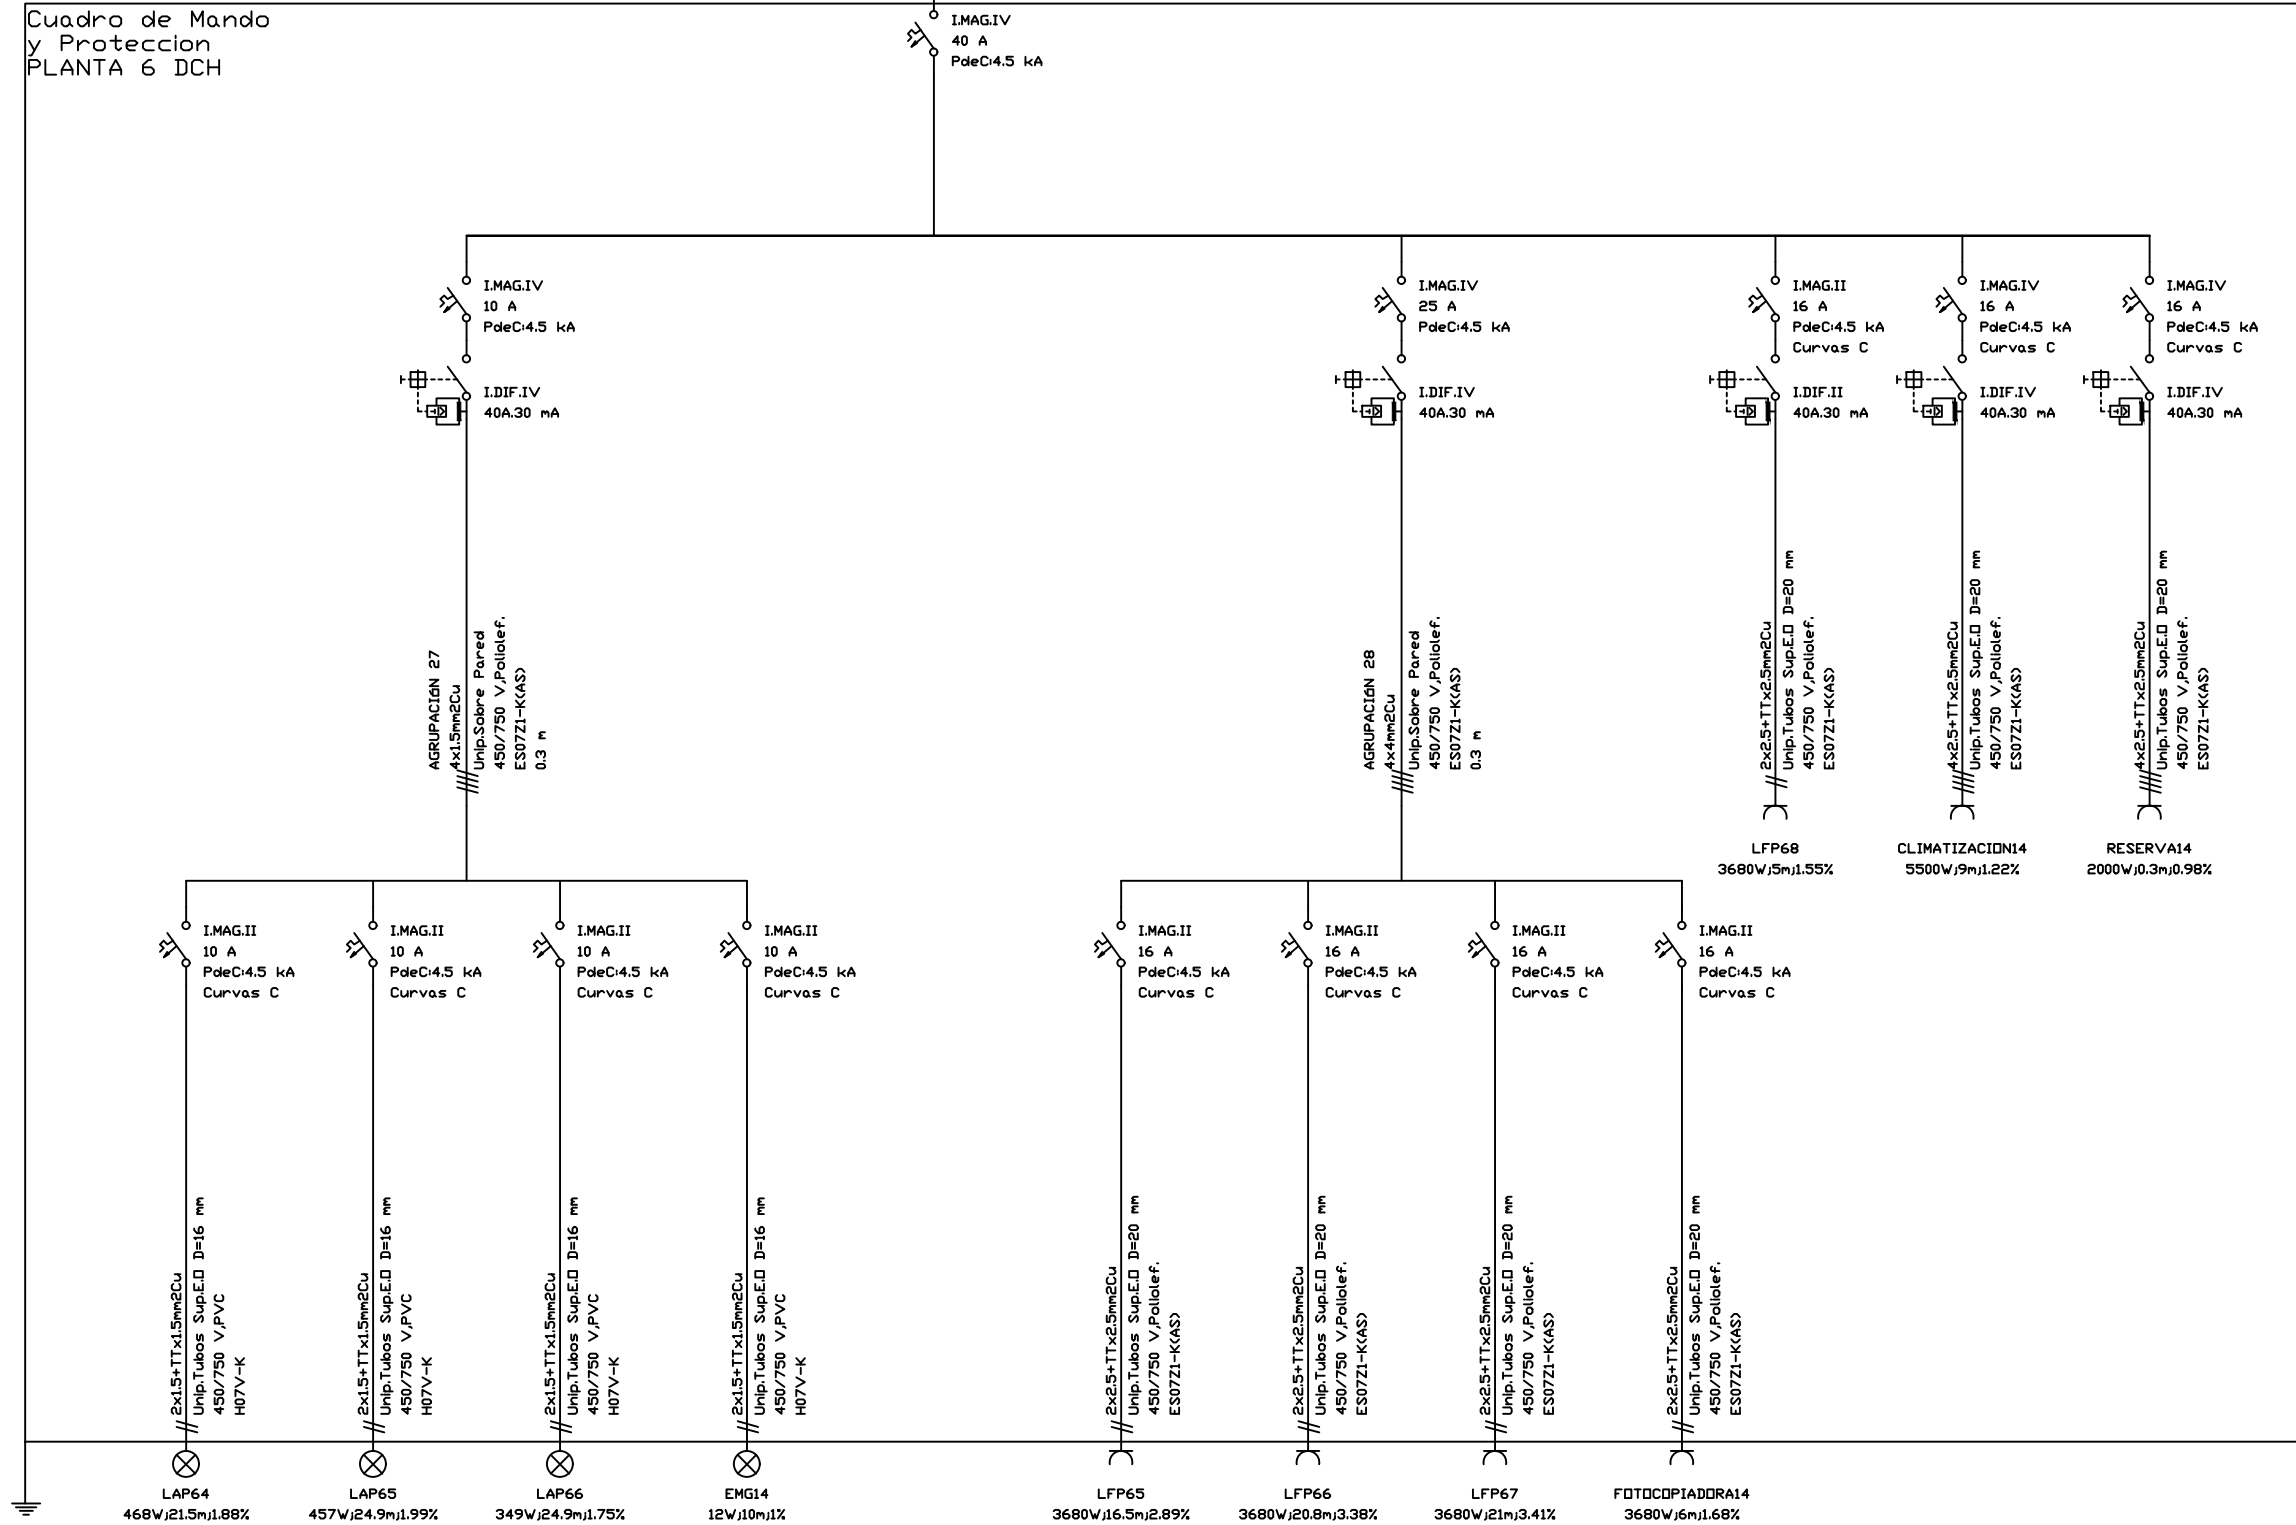 Cuadro de Mando
y Proteccion
PLANTA 6 DCH
I.MAG.IV
40 A
PdeC:4.5 kA
I.MAG.IV
10 A
PdeC:4.5 kA
I.DIF.IV
40A.30 mA
AGRUPACIóN 27
4x1.5mm2Cu
Unip.Sobre Pared
450/750 V,Poliolef.
ES07Z1-K(AS)
0.3 m
I.MAG.IV
25 A
PdeC:4.5 kA
I.DIF.IV
40A.30 mA
AGRUPACIóN 28
4x4mm2Cu
Unip.Sobre Pared
450/750 V,Poliolef.
ES07Z1-K(AS)
0.3 m
I.MAG.II
16 A
PdeC:4.5 kA
Curvas C
I.DIF.II
40A.30 mA
2x2.5+TTx2.5mm2Cu
Unip.Tubos Sup.E.O D=20 mm
450/750 V,Poliolef.
ES07Z1-K(AS)
LFP68
3680W;5m;1.55%
I.MAG.IV
16 A
PdeC:4.5 kA
Curvas C
I.DIF.IV
40A.30 mA
4x2.5+TTx2.5mm2Cu
Unip.Tubos Sup.E.O D=20 mm
450/750 V,Poliolef.
ES07Z1-K(AS)
CLIMATIZACION14
5500W;9m;1.22%
I.MAG.IV
16 A
PdeC:4.5 kA
Curvas C
I.DIF.IV
40A.30 mA
4x2.5+TTx2.5mm2Cu
Unip.Tubos Sup.E.O D=20 mm
450/750 V,Poliolef.
ES07Z1-K(AS)
RESERVA14
2000W;0.3m;0.98%
I.MAG.II
10 A
PdeC:4.5 kA
Curvas C
2x1.5+TTx1.5mm2Cu
Unip.Tubos Sup.E.O D=16 mm
450/750 V,PVC
H07V-K
LAP64
468W;21.5m;1.88%
I.MAG.II
10 A
PdeC:4.5 kA
Curvas C
2x1.5+TTx1.5mm2Cu
Unip.Tubos Sup.E.O D=16 mm
450/750 V,PVC
H07V-K
LAP65
457W;24.9m;1.99%
I.MAG.II
10 A
PdeC:4.5 kA
Curvas C
2x1.5+TTx1.5mm2Cu
Unip.Tubos Sup.E.O D=16 mm
450/750 V,PVC
H07V-K
LAP66
349W;24.9m;1.75%
I.MAG.II
10 A
PdeC:4.5 kA
Curvas C
2x1.5+TTx1.5mm2Cu
Unip.Tubos Sup.E.O D=16 mm
450/750 V,PVC
H07V-K
EMG14
12W;10m;1%
I.MAG.II
16 A
PdeC:4.5 kA
Curvas C
2x2.5+TTx2.5mm2Cu
Unip.Tubos Sup.E.O D=20 mm
450/750 V,Poliolef.
ES07Z1-K(AS)
LFP65
3680W;16.5m;2.89%
I.MAG.II
16 A
PdeC:4.5 kA
Curvas C
2x2.5+TTx2.5mm2Cu
Unip.Tubos Sup.E.O D=20 mm
450/750 V,Poliolef.
ES07Z1-K(AS)
LFP66
3680W;20.8m;3.38%
I.MAG.II
16 A
PdeC:4.5 kA
Curvas C
2x2.5+TTx2.5mm2Cu
Unip.Tubos Sup.E.O D=20 mm
450/750 V,Poliolef.
ES07Z1-K(AS)
LFP67
3680W;21m;3.41%
I.MAG.II
16 A
PdeC:4.5 kA
Curvas C
2x2.5+TTx2.5mm2Cu
Unip.Tubos Sup.E.O D=20 mm
450/750 V,Poliolef.
ES07Z1-K(AS)
FOTOCOPIADORA14
3680W;6m;1.68%